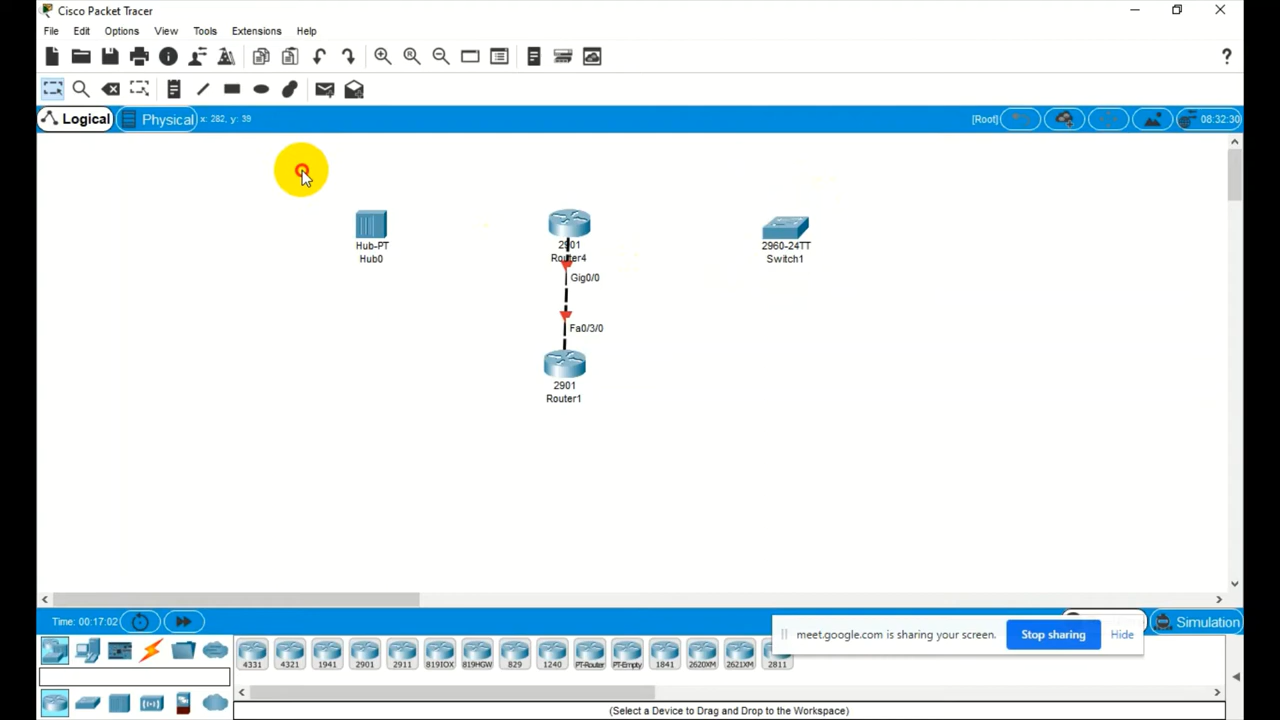 Cisco Packet Tracer
File Edit Options View Tools Extensions Help
?
Logical Physical x: 282, y: 39 [Root] 08:32:30
Hub-PT
Hub0
2901
Router4
2960-24TT
Switch1
Gig0/0
Fa0/3/0
2901
Router1
Time: 00:17:02
meet.google.com is sharing your screen. Stop sharing Hide
Simulation
4331 4321 1941 2901 2911 819IOX 819HGW 829 1240 PT-Router PT-Empty 1841 2620XM 2621XM 2811
(Select a Device to Drag and Drop to the Workspace)